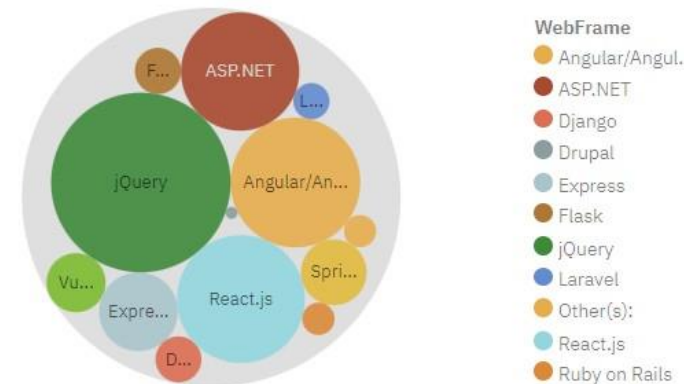 F...
ASP.NET
L...
jQuery
Angular/An...
Vu...
Expre...
React.js
Spri...
D...
WebFrame
Angular/Angul.
ASP.NET
Django
Drupal
Express
Flask
jQuery
Laravel
Other(s):
React.js
Ruby on Rails